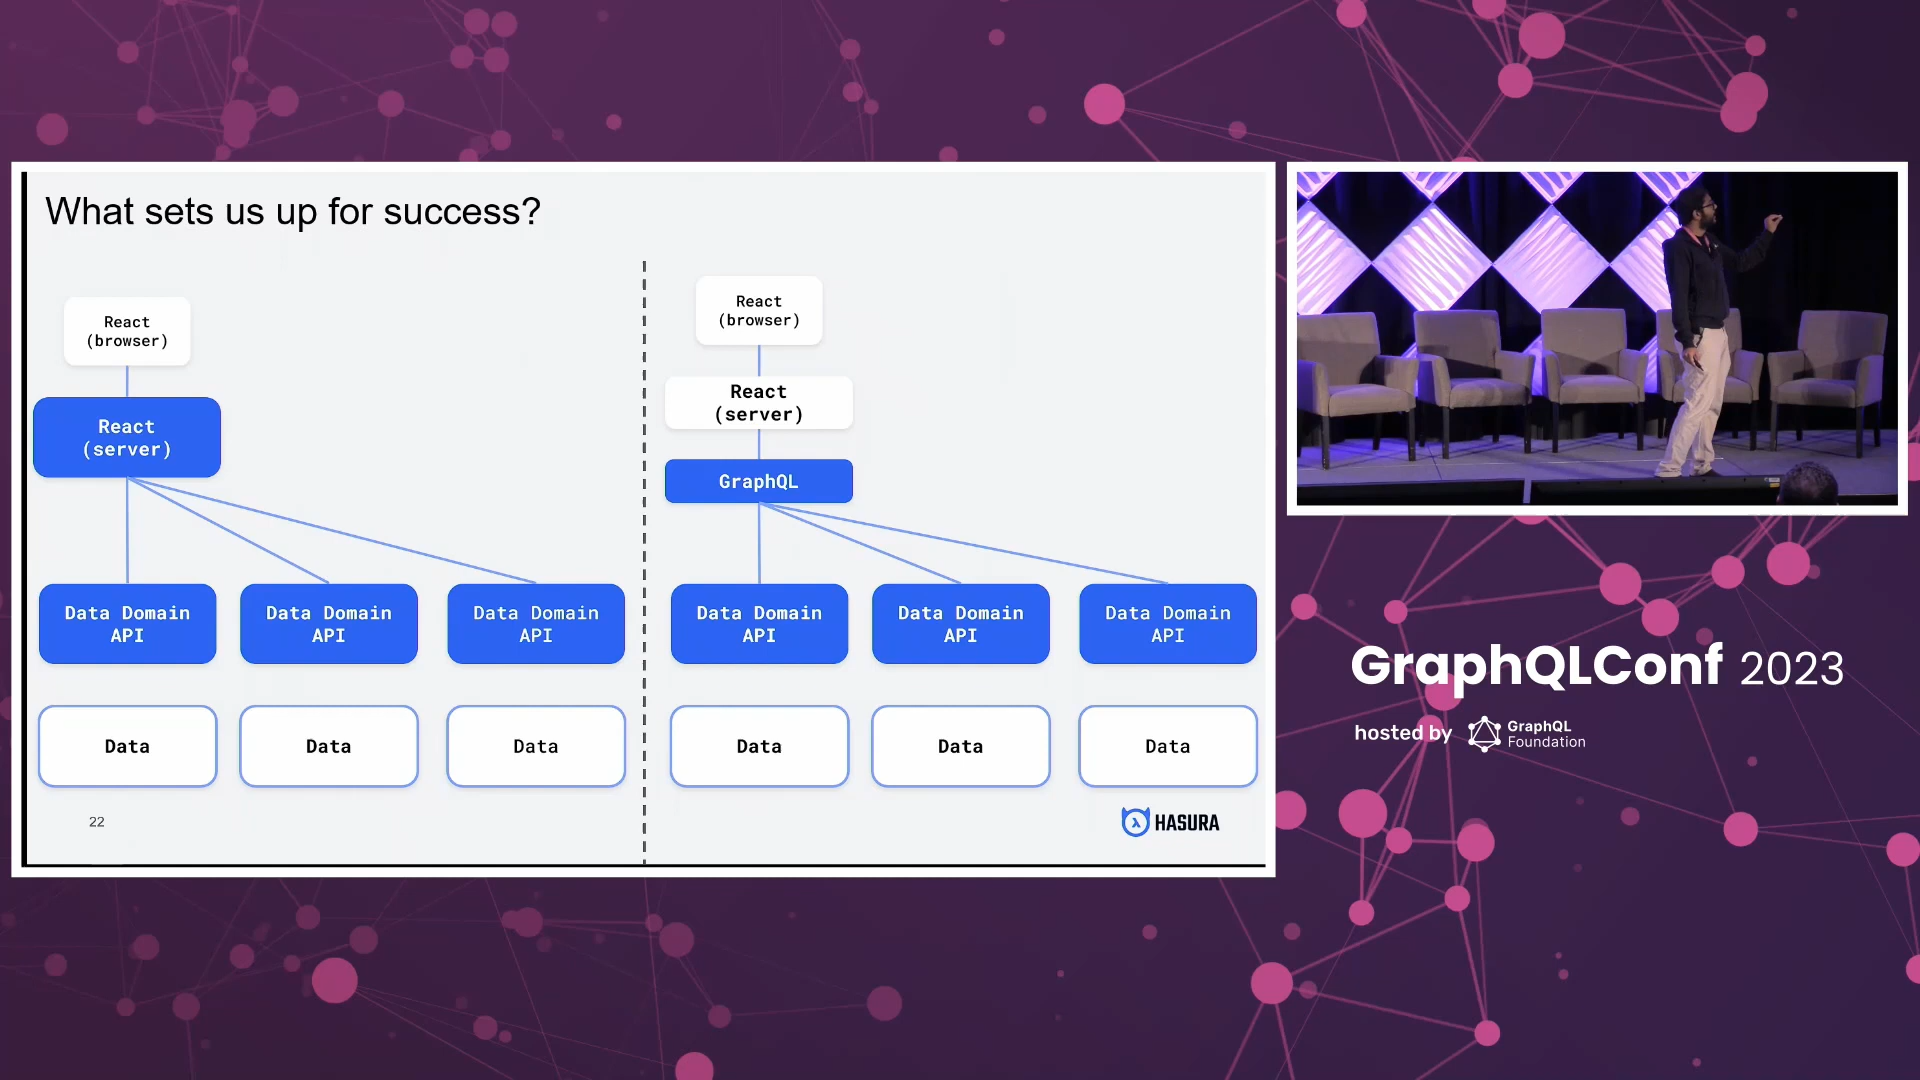 What sets us up for success?
React
(browser)
React
(server)
Data Domain
API
Data Domain
API
Data Domain
API
Data
Data
Data
22
React
(browser)
React
(server)
GraphQL
Data Domain
API
Data Domain
API
Data Domain
API
Data
Data
Data
HASURA
GraphQLConf 2023
hosted by
GraphQL
Foundation